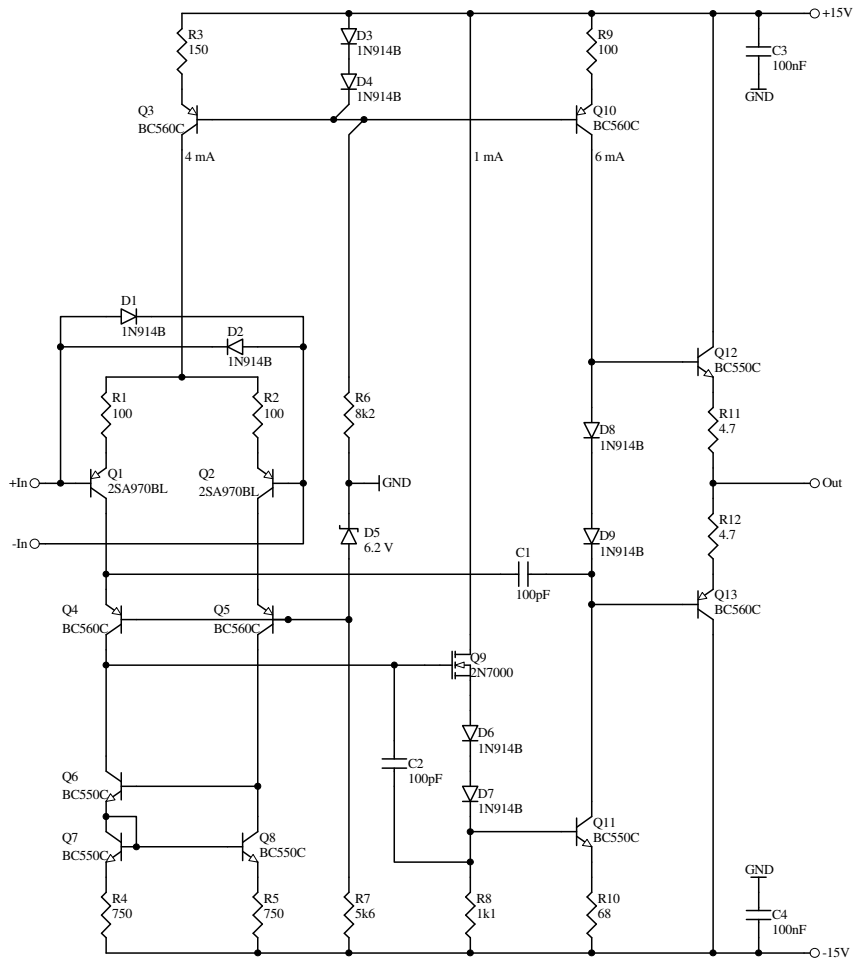 +15V
R3
150
D3
1N914B
D4
1N914B
R9
100
C3
100nF
GND
Q3
BC560C
Q10
BC560C
4 mA
1 mA
6 mA
D1
1N914B
D2
1N914B
Q12
BC550C
R1
100
R2
100
R6
8k2
R11
4.7
D8
1N914B
+In
Q1
2SA970BL
Q2
2SA970BL
GND
Out
-In
D5
6.2 V
D9
1N914B
R12
4.7
C1
100pF
Q4
BC560C
Q5
BC560C
Q13
BC560C
Q9
2N7000
D6
1N914B
C2
100pF
D7
1N914B
Q6
BC550C
Q7
BC550C
Q8
BC550C
Q11
BC550C
R4
750
R5
750
R7
5k6
R8
1k1
R10
68
GND
C4
100nF
-15V